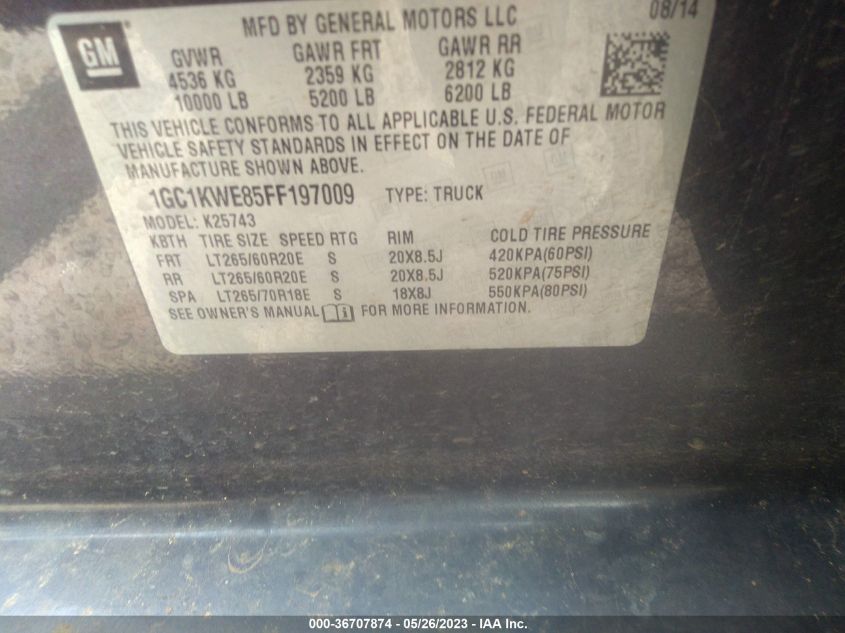 MFD BY GENERAL MOTORS LLC 08/14
GM
GVWR GAWR FRT GAWR RR
4536 KG 2359 KG 2812 KG
10000 LB 5200 LB 6200 LB
THIS VEHICLE CONFORMS TO ALL APPLICABLE U.S. FEDERAL MOTOR
VEHICLE SAFETY STANDARDS IN EFFECT ON THE DATE OF
MANUFACTURE SHOWN ABOVE.
1GC1KWE85FF197009 TYPE: TRUCK
MODEL: K25743
KBTH TIRE SIZE SPEED RTG RIM COLD TIRE PRESSURE
FRT LT265/60R20E S 20X8.5J 420KPA(60PSI)
RR LT265/60R20E S 20X8.5J 520KPA(75PSI)
SPA LT265/70R18E S 18X8J 550KPA(80PSI)
SEE OWNER'S MANUAL FOR MORE INFORMATION.
000-36707874 / 05/26/2023 - IAA Inc.